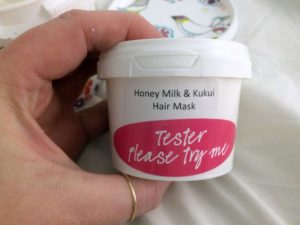 Honey Milk & Kukui
Hair Mask
Tester
Please try me